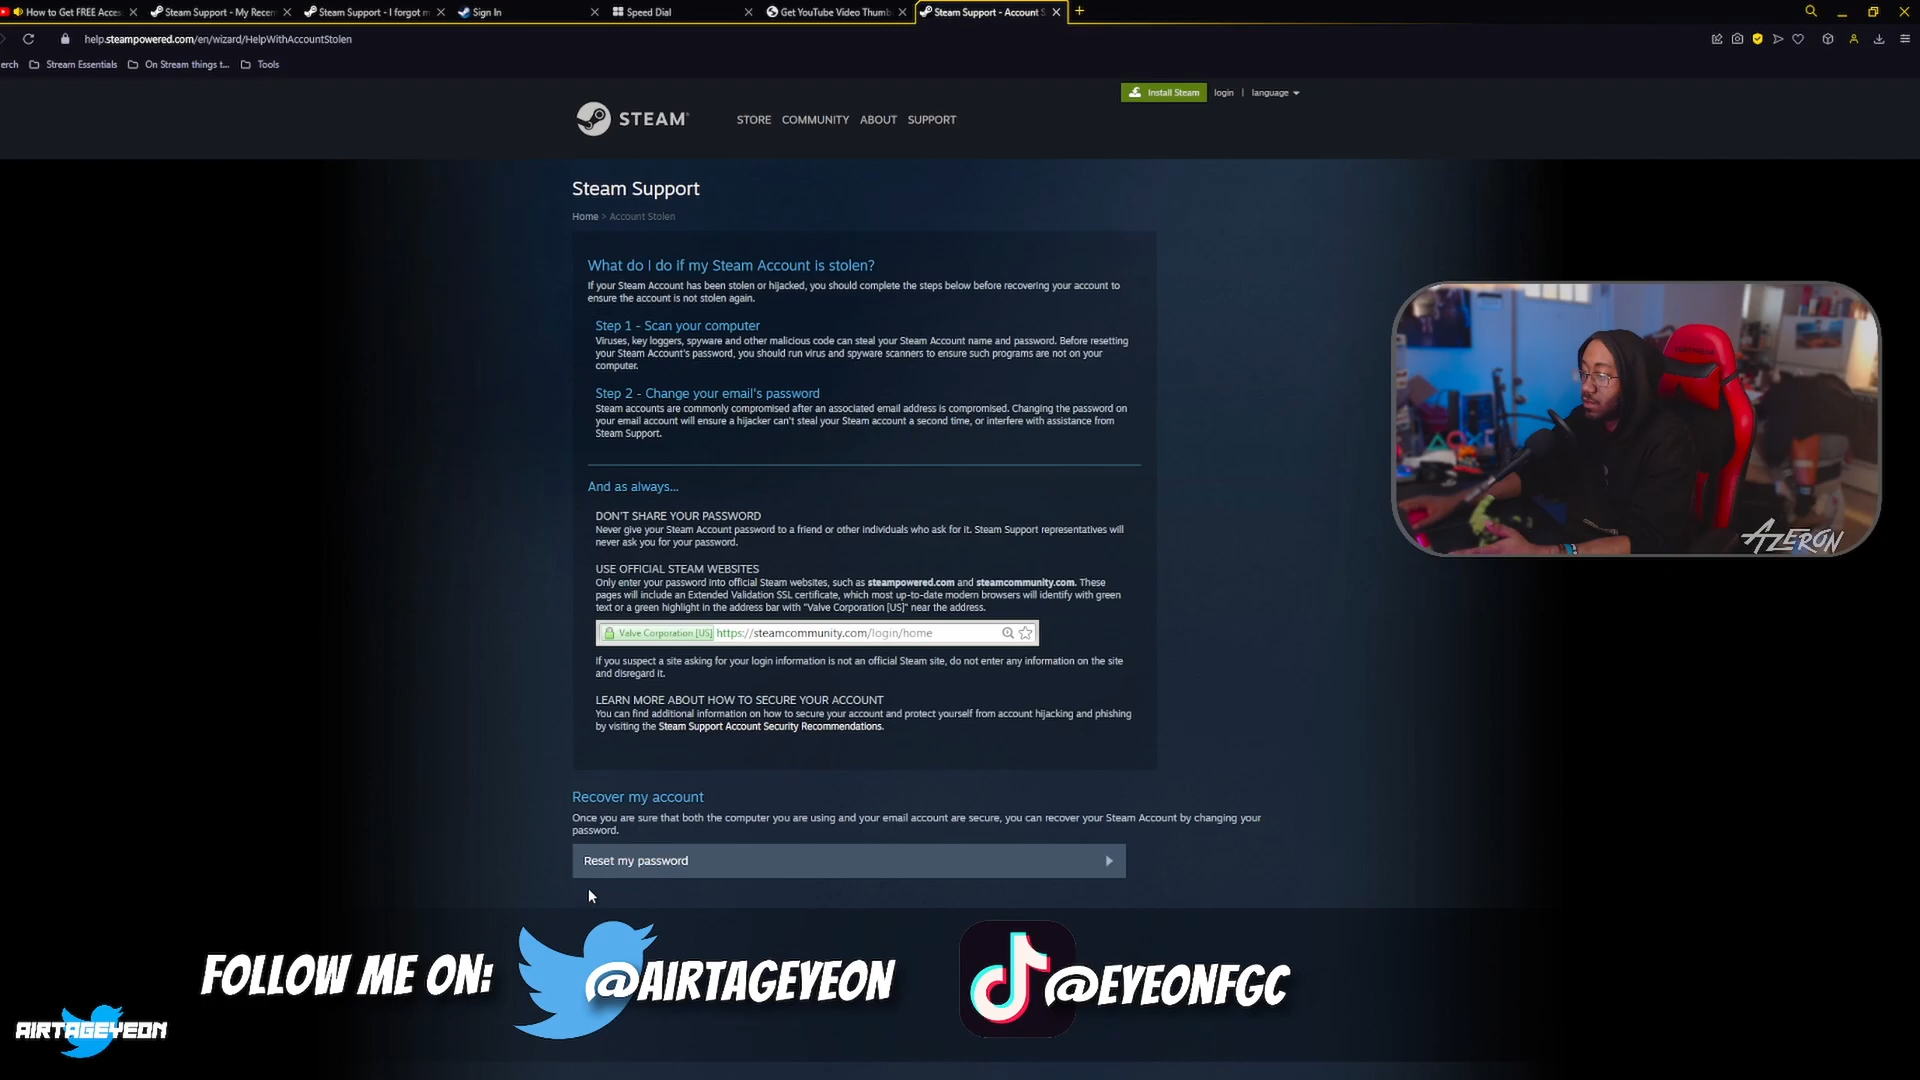 How to Get FREE Acces
Steam Support - My Recen
Steam Support - I forgot m
Sign In
Speed Dial
Get YouTube Video Thumb
Steam Support - Account S
help.steampowered.com/en/wizard/HelpWithAccountStolen
erch
Stream Essentials
On Stream things t...
Tools
Install Steam
login | language
STEAM®
STORE COMMUNITY ABOUT SUPPORT
Steam Support
Home > Account Stolen
What do I do if my Steam Account is stolen?
If your Steam Account has been stolen or hijacked, you should complete the steps below before recovering your account to
ensure the account is not stolen again.
Step 1 - Scan your computer
Viruses, key loggers, spyware and other malicious code can steal your Steam Account name and password. Before resetting
your Steam Account's password, you should run virus and spyware scanners to ensure such programs are not on your
computer.
Step 2 - Change your email's password
Steam accounts are commonly compromised after an associated email address is compromised. Changing the password on
your email account will ensure a hijacker can't steal your Steam account a second time, or interfere with assistance from
Steam Support.
And as always...
DON'T SHARE YOUR PASSWORD
Never give your Steam Account password to a friend or other individuals who ask for it. Steam Support representatives will
never ask you for your password.
USE OFFICIAL STEAM WEBSITES
Only enter your password into official Steam websites, such as steampowered.com and steamcommunity.com. These
pages will include an Extended Validation SSL certificate, which most up-to-date modern browsers will identify with green
text or a green highlight in the address bar with "Valve Corporation [US]" near the address.
Valve Corporation [US] https://steamcommunity.com/login/home
If you suspect a site asking for your login information is not an official Steam site, do not enter any information on the site
and disregard it.
LEARN MORE ABOUT HOW TO SECURE YOUR ACCOUNT
You can find additional information on how to secure your account and protect yourself from account hijacking and phishing
by visiting the Steam Support Account Security Recommendations.
AZERON
Recover my account
Once you are sure that both the computer you are using and your email account are secure, you can recover your Steam Account by changing your
password.
Reset my password
FOLLOW ME ON:
@AIRTAGEYEON
@EYEONFGC
AIRTAGEYEON